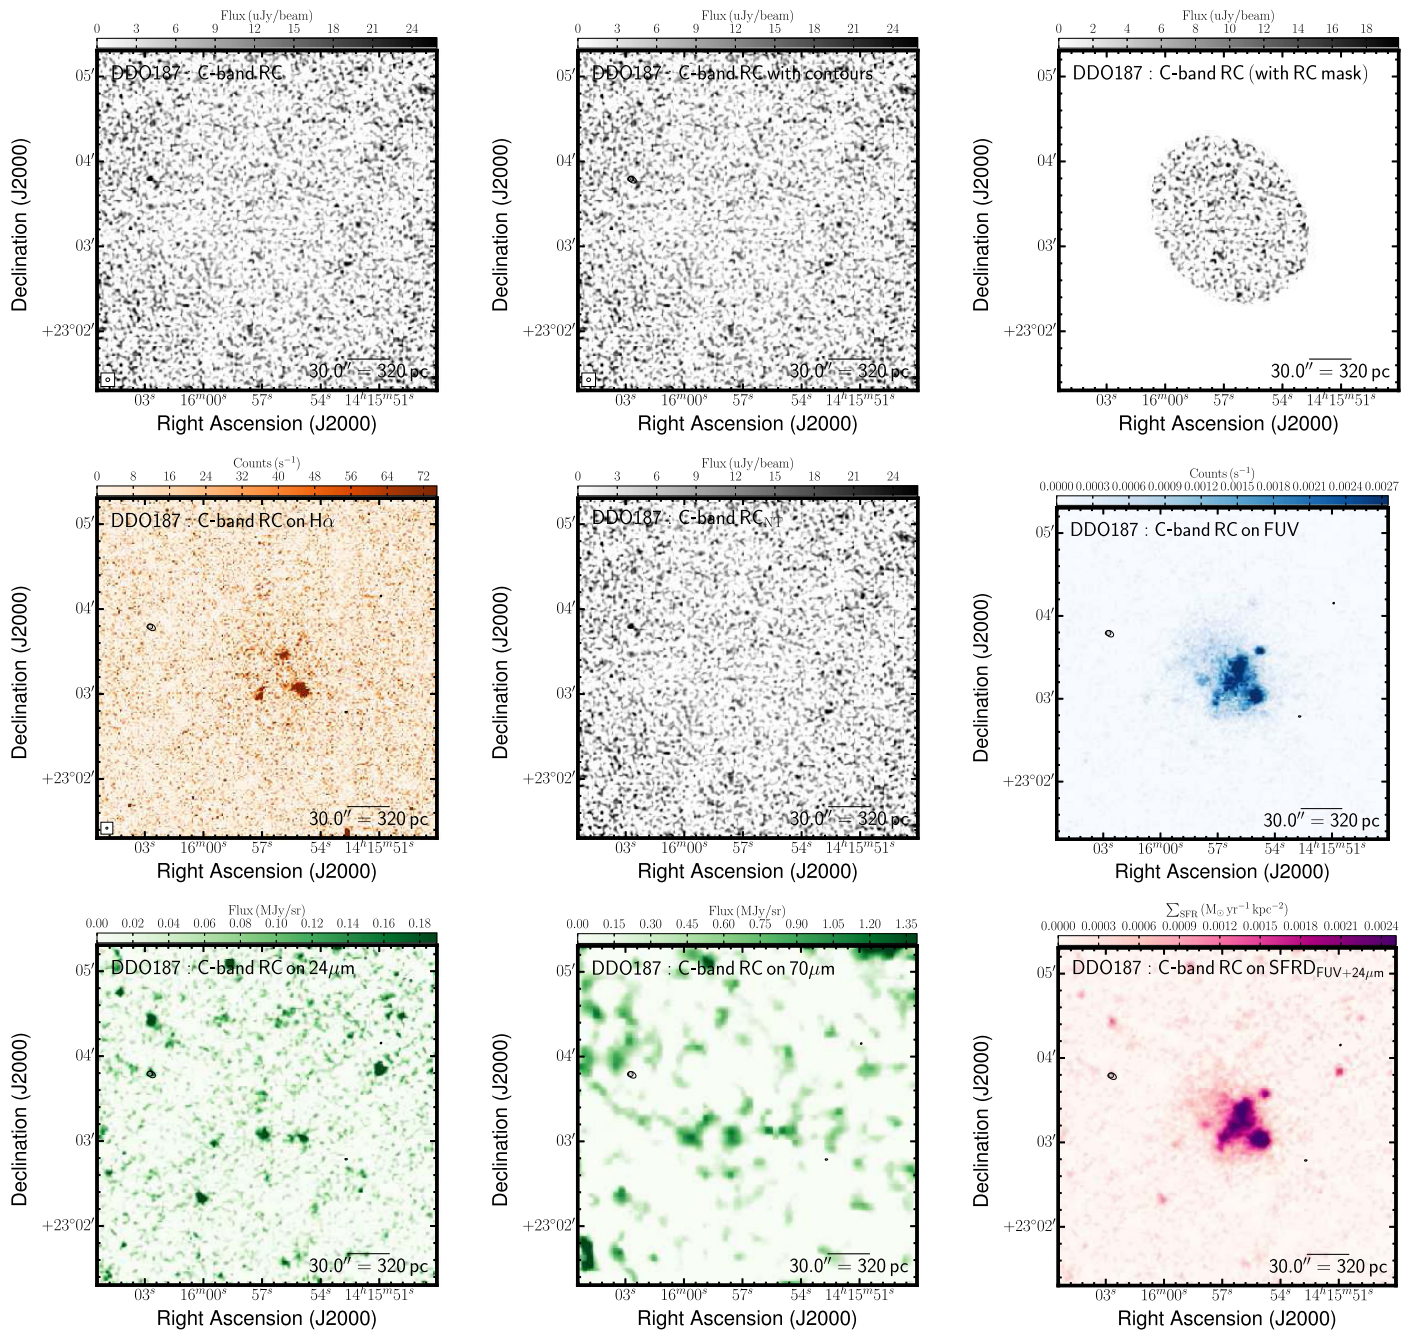 Flux (uJy/beam)
0 3 6 9 12 15 18 21 24
DDO187 : C-band RC
05′
04′
03′
+23°02′
Declination (J2000)
30.0″ = 320 pc
03ˢ 16ᵐ00ˢ 57ˢ 54ˢ 14ʰ15ᵐ51ˢ
Right Ascension (J2000)
Flux (uJy/beam)
0 3 6 9 12 15 18 21 24
DDO187 : C-band RC with contours
05′
04′
03′
+23°02′
Declination (J2000)
30.0″ = 320 pc
03ˢ 16ᵐ00ˢ 57ˢ 54ˢ 14ʰ15ᵐ51ˢ
Right Ascension (J2000)
Flux (uJy/beam)
0 2 4 6 8 10 12 14 16 18
DDO187 : C-band RC (with RC mask)
05′
04′
03′
+23°02′
Declination (J2000)
30.0″ = 320 pc
03ˢ 16ᵐ00ˢ 57ˢ 54ˢ 14ʰ15ᵐ51ˢ
Right Ascension (J2000)
Counts (s⁻¹)
0 8 16 24 32 40 48 56 64 72
DDO187 : C-band RC on Hα
05′
04′
03′
+23°02′
Declination (J2000)
30.0″ = 320 pc
03ˢ 16ᵐ00ˢ 57ˢ 54ˢ 14ʰ15ᵐ51ˢ
Right Ascension (J2000)
Flux (uJy/beam)
0 3 6 9 12 15 18 21 24
DDO187 : C-band RC_NT
05′
04′
03′
+23°02′
Declination (J2000)
30.0″ = 320 pc
03ˢ 16ᵐ00ˢ 57ˢ 54ˢ 14ʰ15ᵐ51ˢ
Right Ascension (J2000)
Counts (s⁻¹)
0.0000 0.0003 0.0006 0.0009 0.0012 0.0015 0.0018 0.0021 0.0024 0.0027
DDO187 : C-band RC on FUV
05′
04′
03′
+23°02′
Declination (J2000)
30.0″ = 320 pc
03ˢ 16ᵐ00ˢ 57ˢ 54ˢ 14ʰ15ᵐ51ˢ
Right Ascension (J2000)
Flux (MJy/sr)
0.00 0.02 0.04 0.06 0.08 0.10 0.12 0.14 0.16 0.18
DDO187 : C-band RC on 24μm
05′
04′
03′
+23°02′
Declination (J2000)
30.0″ = 320 pc
03ˢ 16ᵐ00ˢ 57ˢ 54ˢ 14ʰ15ᵐ51ˢ
Right Ascension (J2000)
Flux (MJy/sr)
0.00 0.15 0.30 0.45 0.60 0.75 0.90 1.05 1.20 1.35
DDO187 : C-band RC on 70μm
05′
04′
03′
+23°02′
Declination (J2000)
30.0″ = 320 pc
03ˢ 16ᵐ00ˢ 57ˢ 54ˢ 14ʰ15ᵐ51ˢ
Right Ascension (J2000)
∑_SFR (M_⊙ yr⁻¹ kpc⁻²)
0.0000 0.0003 0.0006 0.0009 0.0012 0.0015 0.0018 0.0021 0.0024
DDO187 : C-band RC on SFRD_FUV+24μm
05′
04′
03′
+23°02′
Declination (J2000)
30.0″ = 320 pc
03ˢ 16ᵐ00ˢ 57ˢ 54ˢ 14ʰ15ᵐ51ˢ
Right Ascension (J2000)